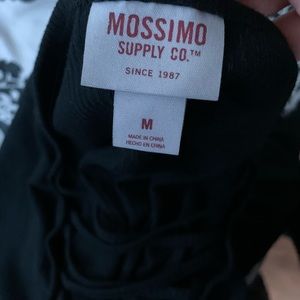 MOSSIMO
SUPPLY CO.™
SINCE 1987
M
MADE IN CHINA
HECHO EN CHINA